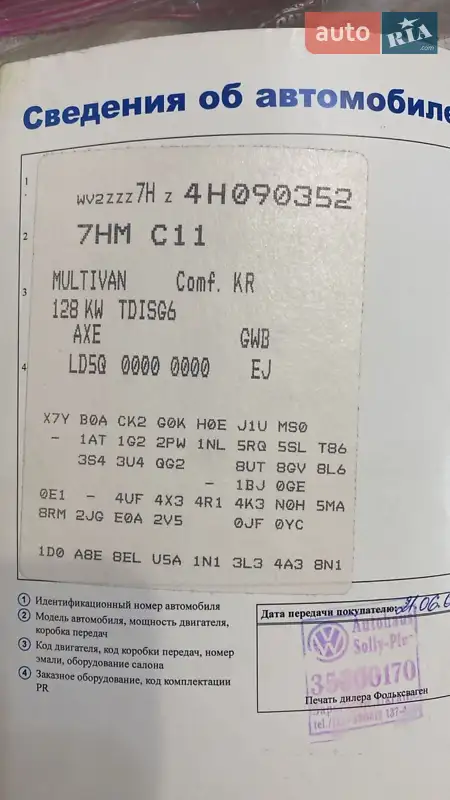 auto RIA .com
Сведения об автомобиле
1
WV2ZZZ7H Z 4H090352
2
7HM C11
3
MULTIVAN Comf. KR
128 KW TDISG6
AXE GWB
4
LD5Q 0000 0000 EJ
X7Y B0A CK2 G0K H0E J1U MS0
- 1AT 1G2 2PW 1NL 5RQ 5SL T86
3S4 3U4 QG2 8UT 8GV 8L6
- 1BJ 0GE
0E1 - 4UF 4X3 4R1 4K3 N0H 5MA
8RM 2JG E0A 2V5 0JF 0YC
1D0 A8E 8EL U5A 1N1 3L3 4A3 8N1
1 Идентификационный номер автомобиля
2 Модель автомобиля, мощность двигателя,
коробка передач
3 Код двигателя, код коробки передач, номер
эмали, оборудование салона
4 Заказное оборудование, код комплектации
PR
Дата передачи покупателю:
Autohaus
Solly-Plu
Печать дилера Фольксваген